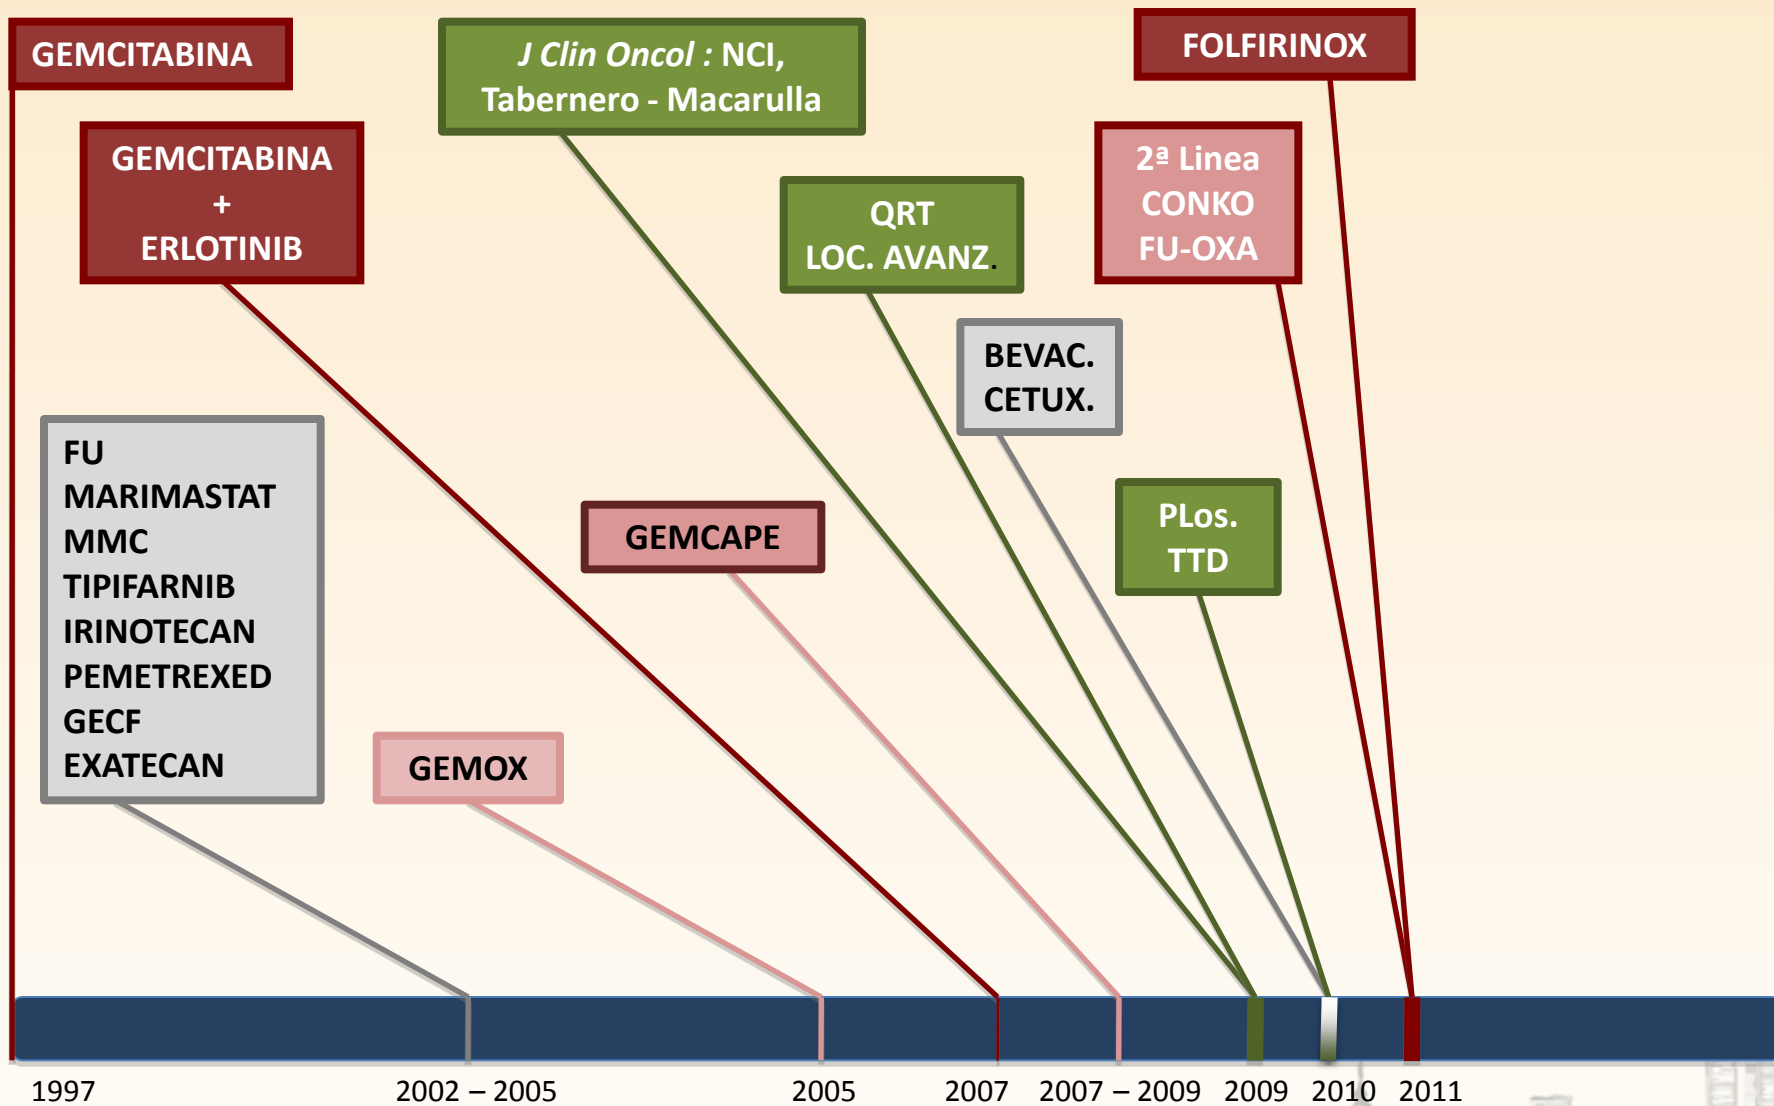 GEMCITABINA
J Clin Oncol : NCI,
Tabernero - Macarulla
FOLFIRINOX
GEMCITABINA
+
ERLOTINIB
2ª Linea
CONKO
FU-OXA
QRT
LOC. AVANZ.
BEVAC.
CETUX.
FU
MARIMASTAT
MMC
TIPIFARNIB
IRINOTECAN
PEMETREXED
GECF
EXATECAN
GEMCAPE
PLos.
TTD
GEMOX
1997
2002 – 2005
2005
2007
2007 – 2009
2009
2010
2011